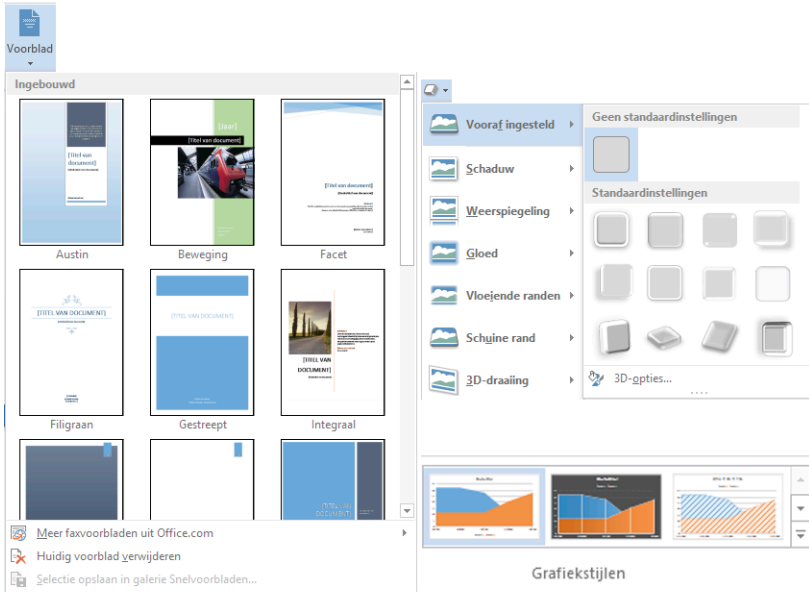 Voorblad
Ingebouwd
[Titel van
document]
[Jaar]
[Titel van document]
[Titel van document]
Austin
Beweging
Facet
[TITEL VAN DOCUMENT]
[TITEL VAN DOCUMENT]
[TITEL VAN
DOCUMENT]
Filigraan
Gestreept
Integraal
[TITEL VAN
DOCUMENT]
Meer faxvoorbladen uit Office.com
Huidig voorblad verwijderen
Selectie opslaan in galerie Snelvoorbladen...
Vooraf ingesteld
Schaduw
Weerspiegeling
Gloed
Vloeiende randen
Schuine rand
3D-draaiing
Geen standaardinstellingen
Standaardinstellingen
3D-opties...
Grafiekstijlen